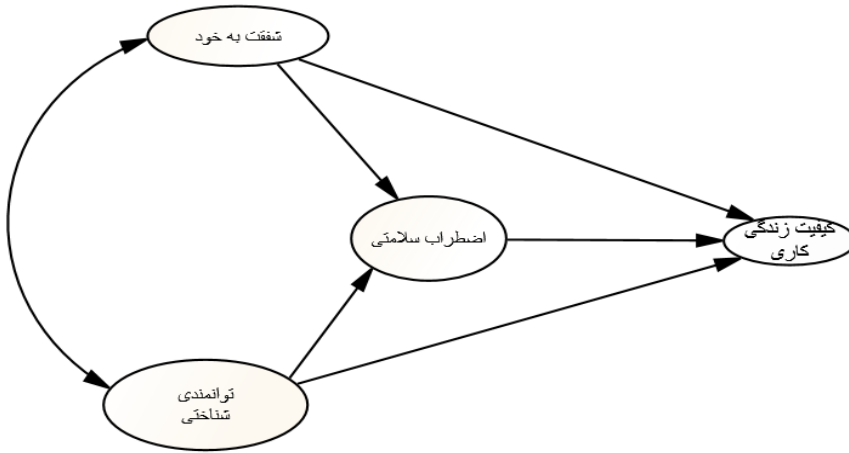 شفقت به خود
اضطراب سلامتی
کیفیت زندگی
کاری
توانمندی
شناختی